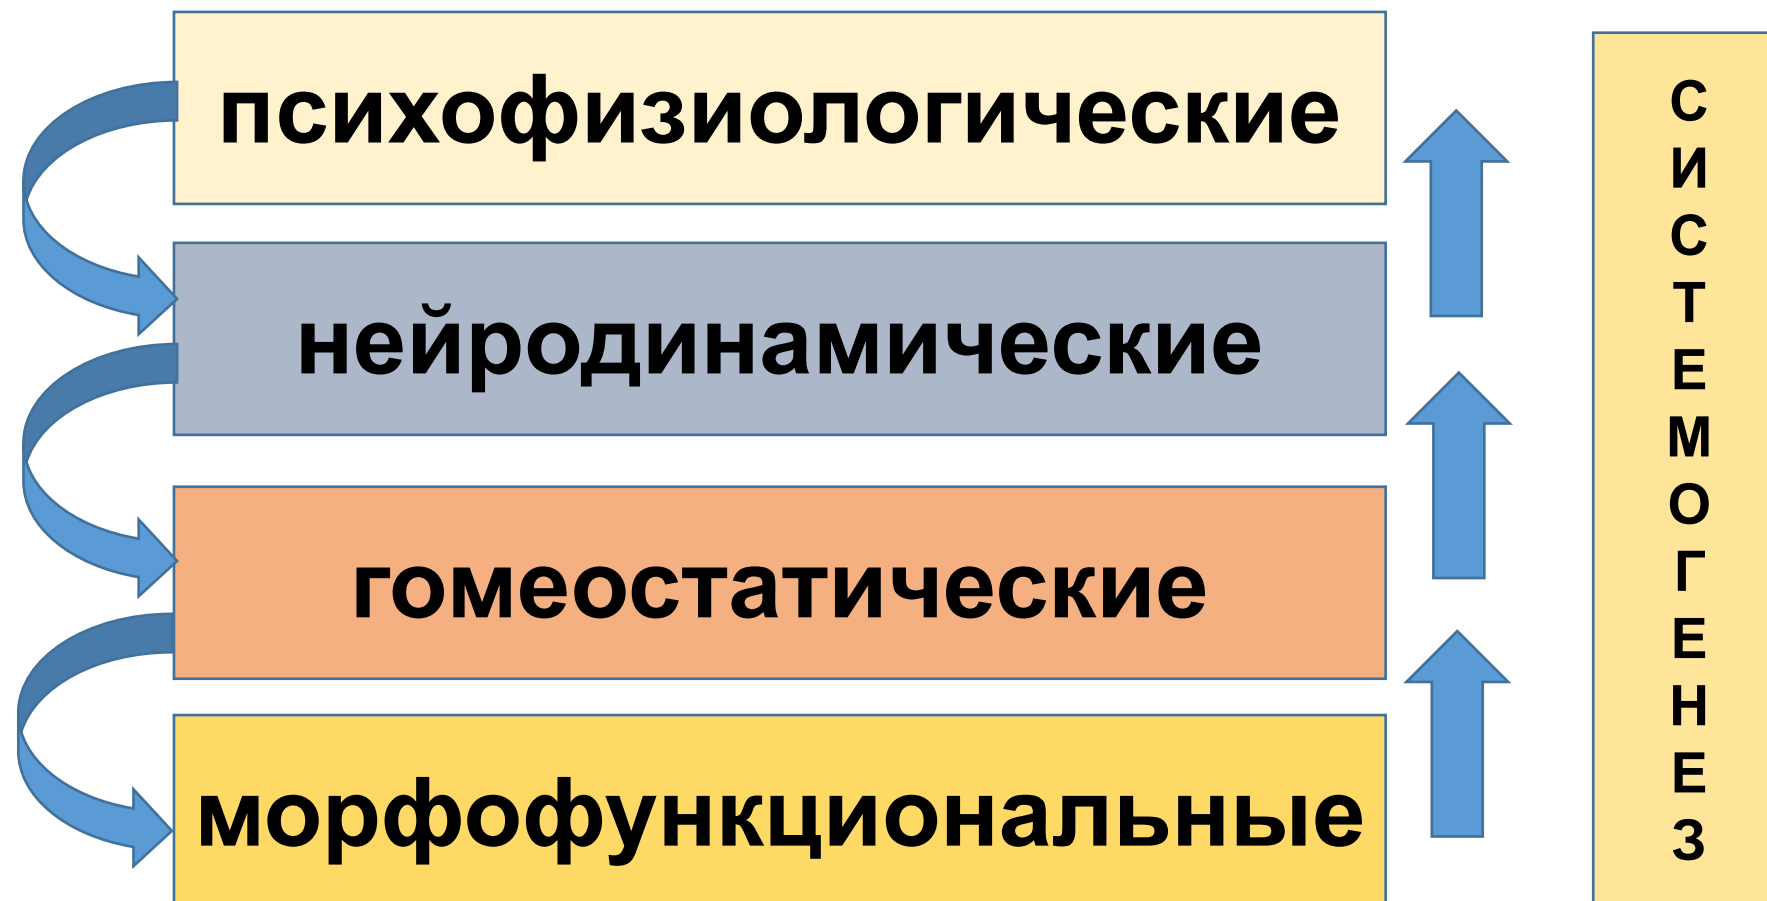 психофизиологические
нейродинамические
гомеостатические
морфофункциональные
С
И
С
Т
Е
М
О
Г
Е
Н
Е
З